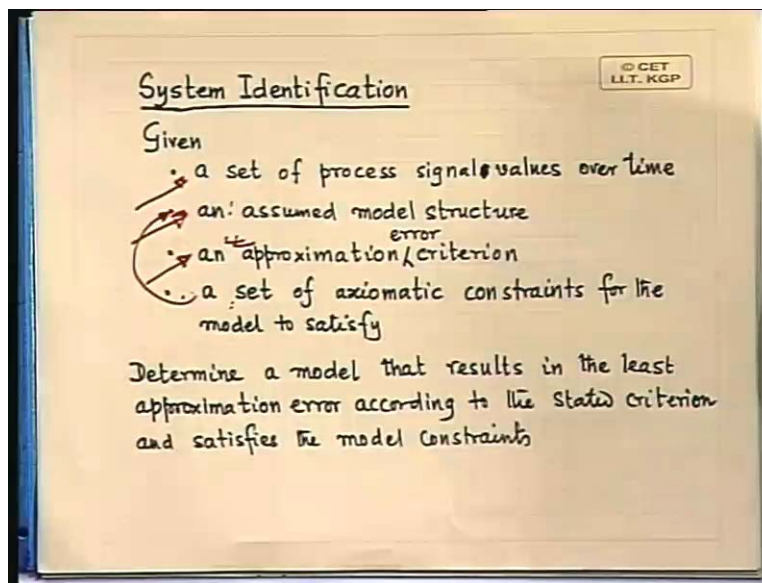 © CET
I.I.T. KGP
System Identification
Given
• a set of process signal values over time
• an assumed model structure
• an approximation error criterion
• a set of axiomatic constraints for the
model to satisfy
Determine a model that results in the least
approximation error according to the stated criterion
and satisfies the model constraints